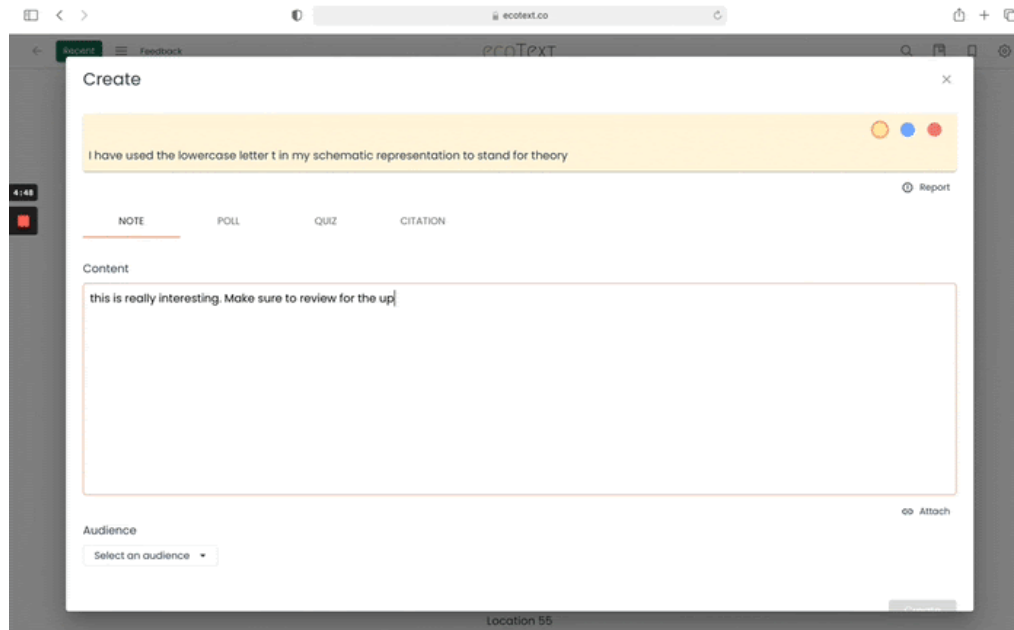 ecotext.co
Recent
Feedback
ecoText
Create
I have used the lowercase letter t in my schematic representation to stand for theory
Report
4:48
NOTE POLL QUIZ CITATION
Content
this is really interesting. Make sure to review for the up
Attach
Audience
Select an audience
Create
Location 55